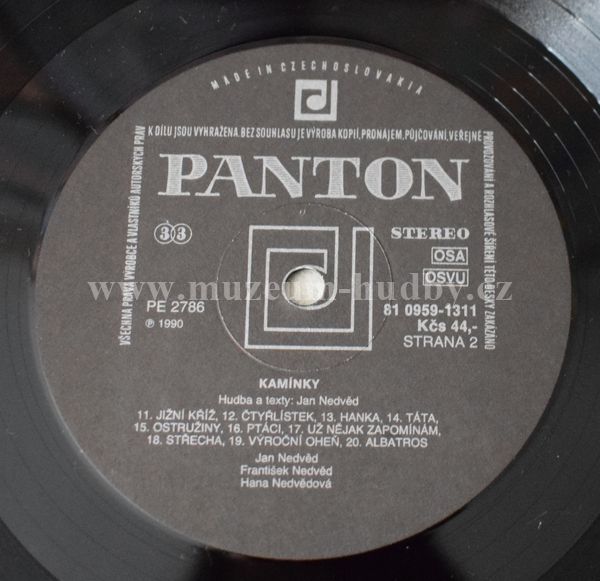 MADE IN CZECHOSLOVAKIA
VŠECHNA PRÁVA VÝROBCE A VLASTNÍKŮ AUTORSKÝCH PRÁV
K DÍLU JSOU VYHRAŽENA. BEZ SOUHLASU JE VÝROBA KOPIÍ, PRONÁJEM, PŮJČOVÁNÍ, VEŘEJNÉ
PROVOZOVÁNÍ A ROZHLASOVÉ ŠÍŘENÍ TÉTO DESKY ZAKÁZÁNO
PANTON
33
STEREO
OSA
OSVU
www.muzeum-hudby.cz
PE 2786
81 0959-1311
Ⓟ 1990
Kčs 44,-
STRANA 2
KAMÍNKY
Hudba a texty: Jan Nedvěd
11. JIŽNÍ KŘÍŽ, 12. ČTYŘLÍSTEK, 13. HANKA, 14. TÁTA,
15. OSTRUŽINY, 16. PTÁCI, 17. UŽ NĚJAK ZAPOMÍNÁM,
18. STŘECHA, 19. VÝROČNÍ OHEŇ, 20. ALBATROS
Jan Nedvěd
František Nedvěd
Hana Nedvědová